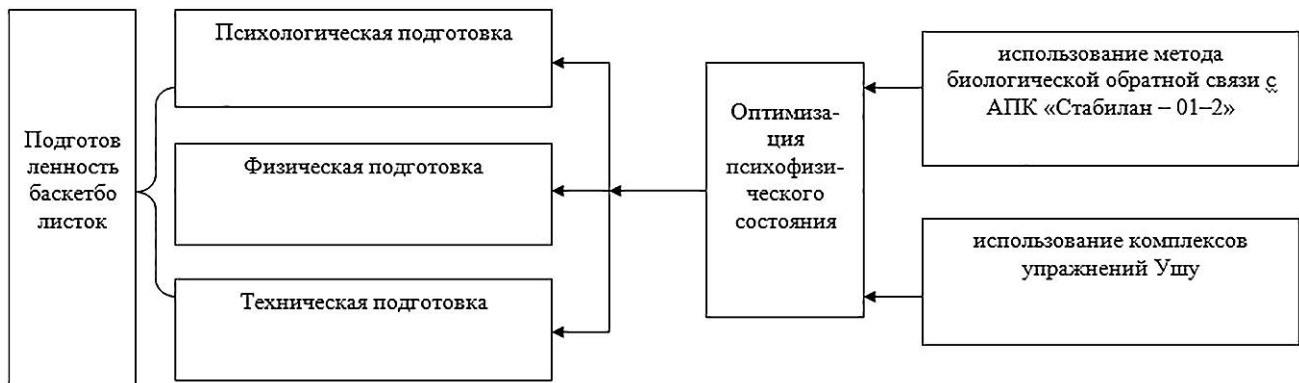 Подготов
ленность
баскетбо
листок
Психологическая подготовка
Физическая подготовка
Техническая подготовка
Оптимиза-
ция
психофизи-
ческого
состояния
использование метода
биологической обратной связи с
АПК «Стабилан – 01–2»
использование комплексов
упражнений Ушу